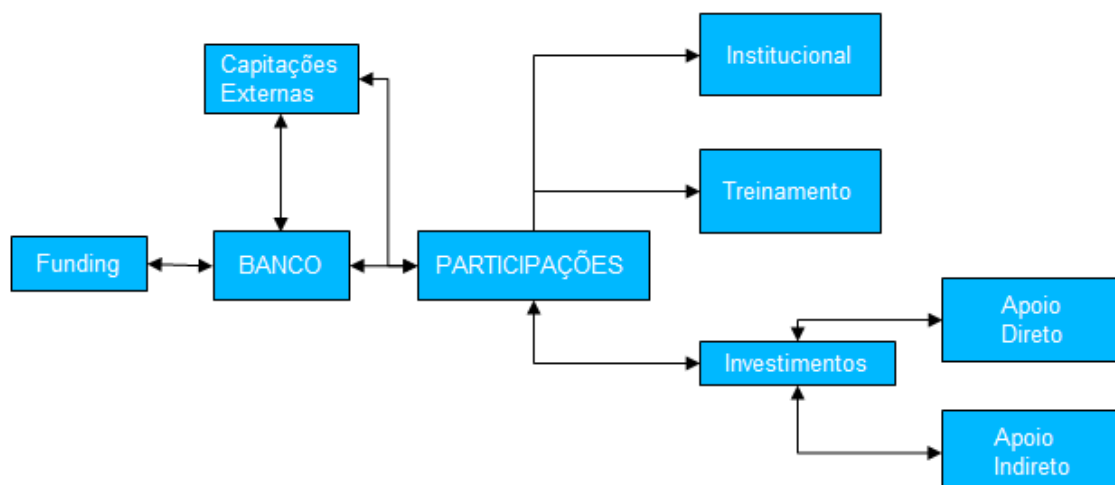 Institucional
Capitações
Externas
Treinamento
Funding
BANCO
PARTICIPAÇÕES
Apoio
Direto
Investimentos
Apoio
Indireto